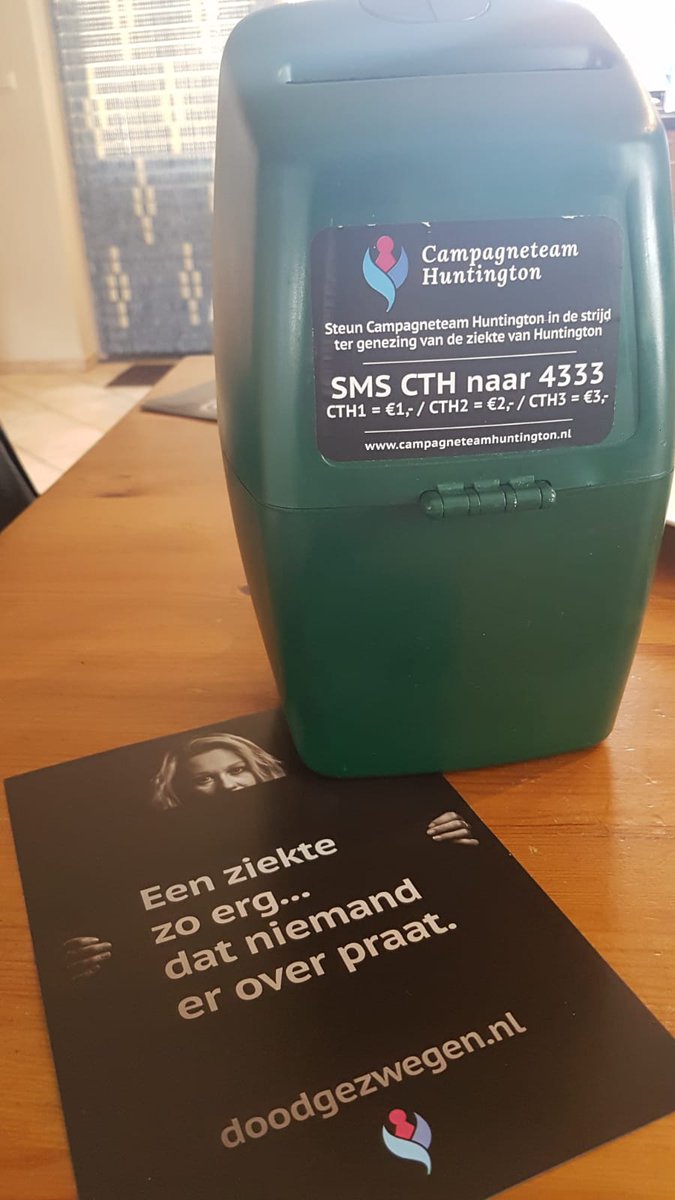 Campagneteam
Huntington
Steun Campagneteam Huntington in de strijd
ter genezing van de ziekte van Huntington
SMS CTH naar 4333
CTH1 = €1,- / CTH2 = €2,- / CTH3 = €3,-
www.campagneteamhuntington.nl
Een ziekte
zo erg...
dat niemand
er over praat.
doodgezwegen.nl